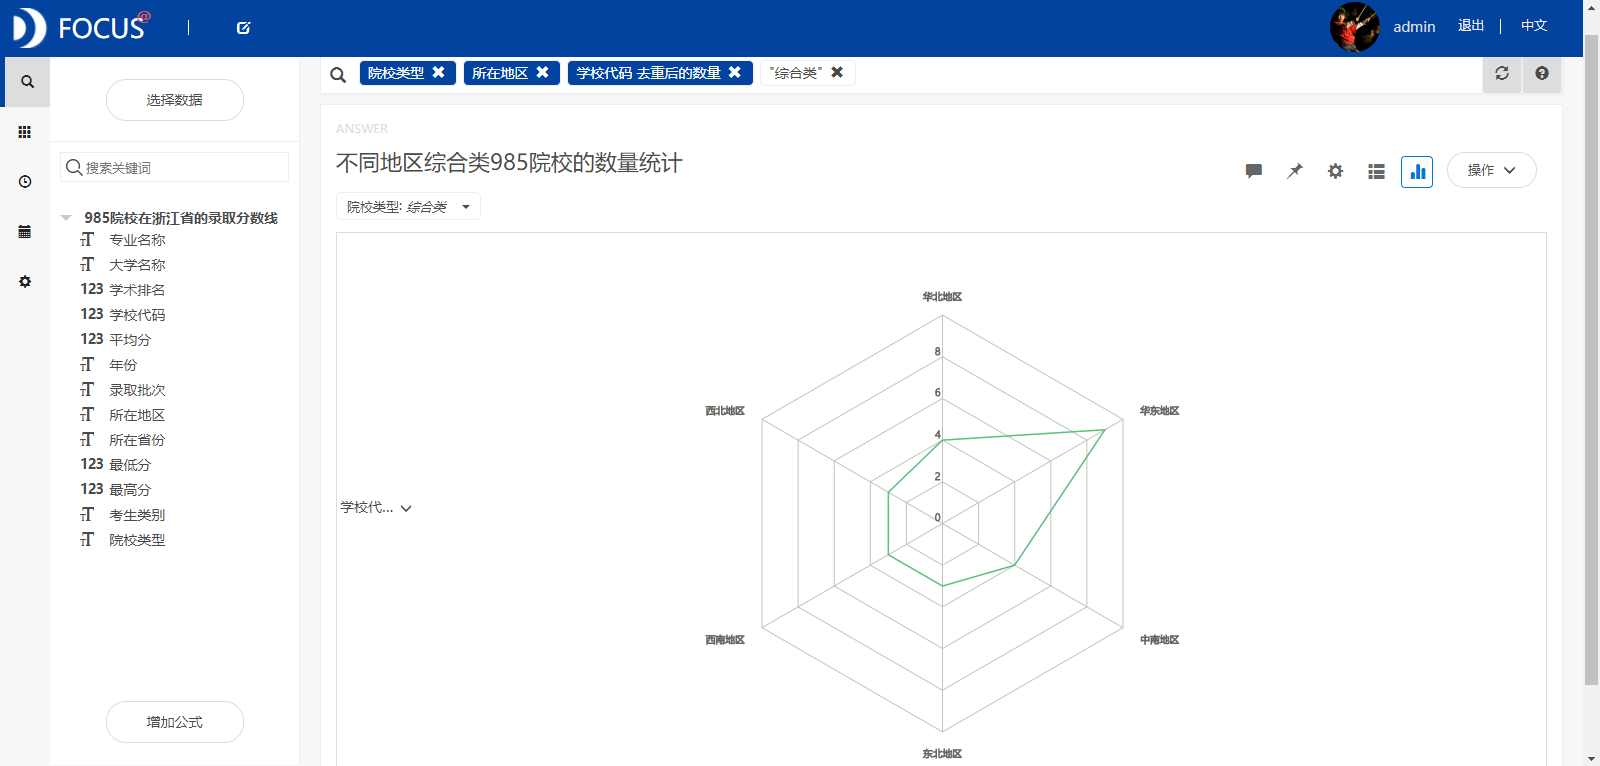 FOCUS@
admin 退出 中文
选择数据
搜索关键词
985院校在浙江省的录取分数线
专业名称
大学名称
123 学术排名
123 学校代码
123 平均分
年份
录取批次
所在地区
所在省份
123 最低分
123 最高分
考生类别
院校类型
增加公式
院校类型 所在地区 学校代码 去重后的数量 "综合类"
ANSWER
不同地区综合类985院校的数量统计
操作
院校类型: 综合类
学校代...
华北地区
华东地区
中南地区
东北地区
西南地区
西北地区
8
6
4
2
0